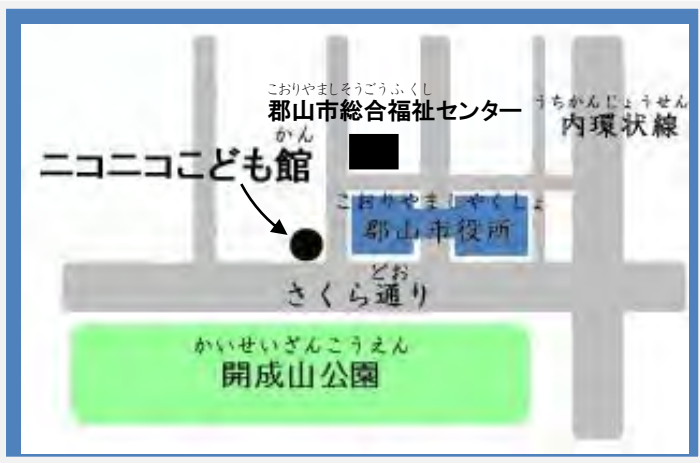 こおりやましそうごうふくし
郡山市総合福祉センター
うちかんじょうせん
内環状線
かん
ニコニコこども館
こおりやましやくしょ
郡山市役所
どお
さくら通り
かいせいざんこうえん
開成山公園